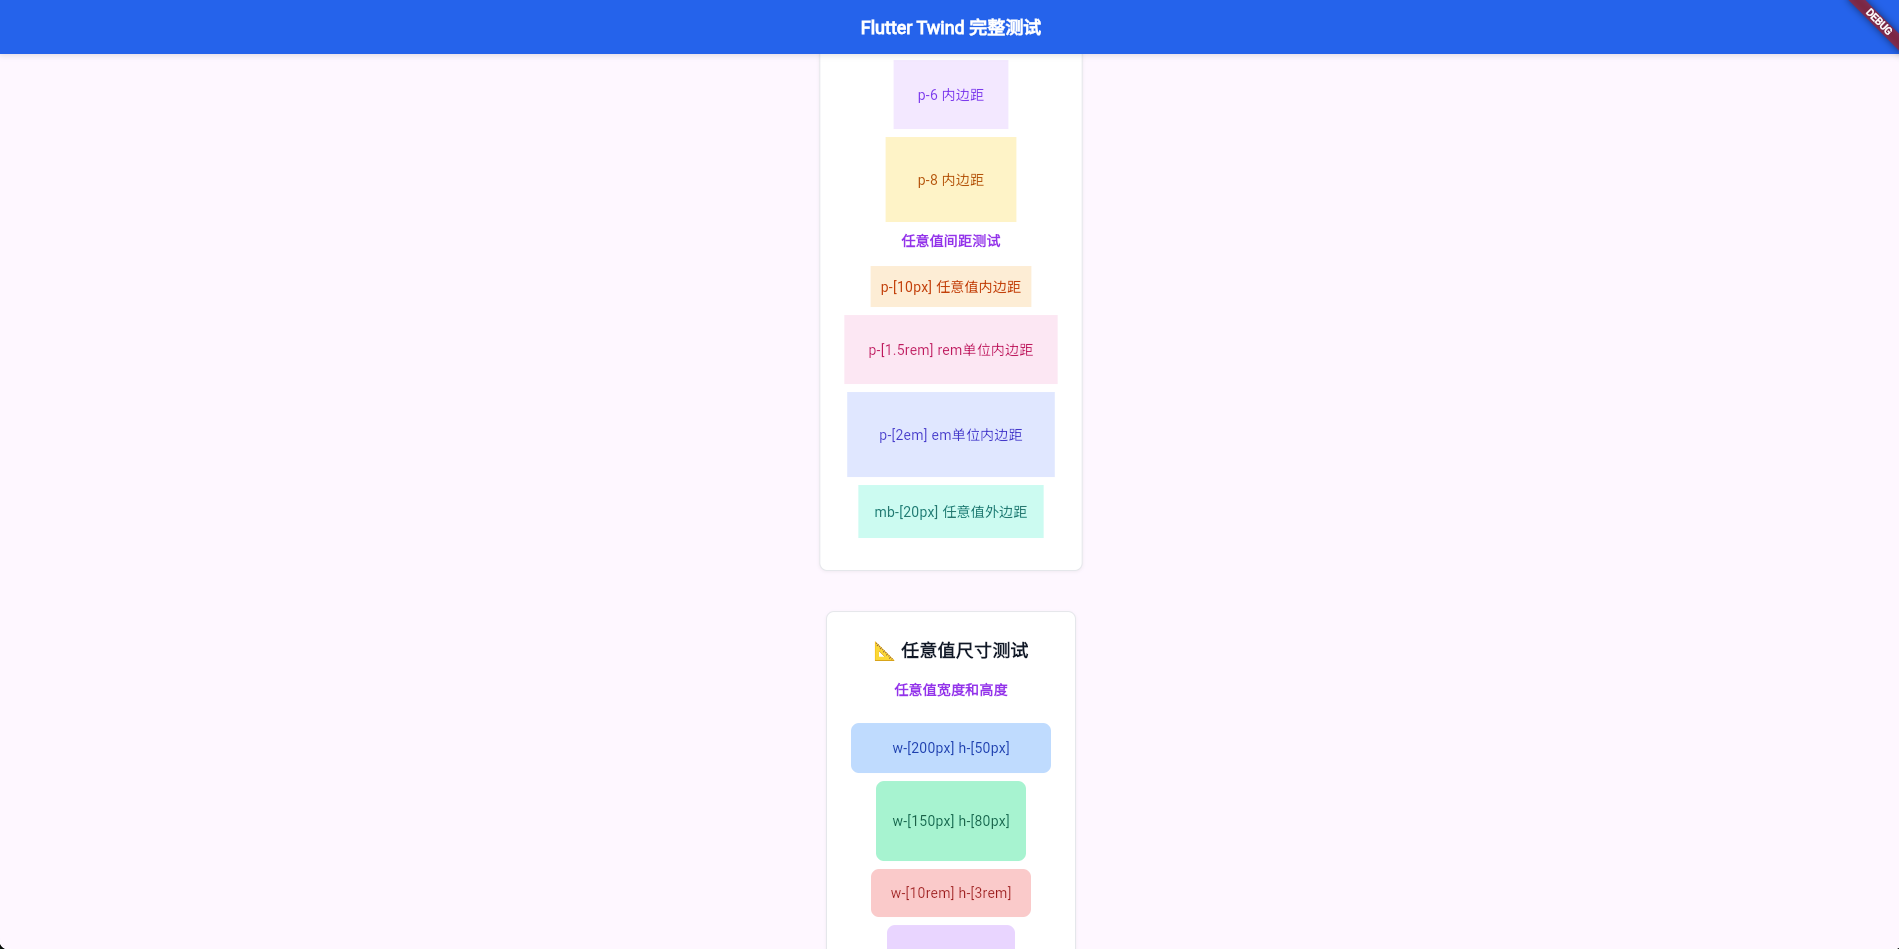 Flutter Twind 完整测试
DEBUG
p-6 内边距
p-8 内边距
任意值间距测试
p-[10px] 任意值内边距
p-[1.5rem] rem单位内边距
p-[2em] em单位内边距
mb-[20px] 任意值外边距
📐 任意值尺寸测试
任意值宽度和高度
w-[200px] h-[50px]
w-[150px] h-[80px]
w-[10rem] h-[3rem]